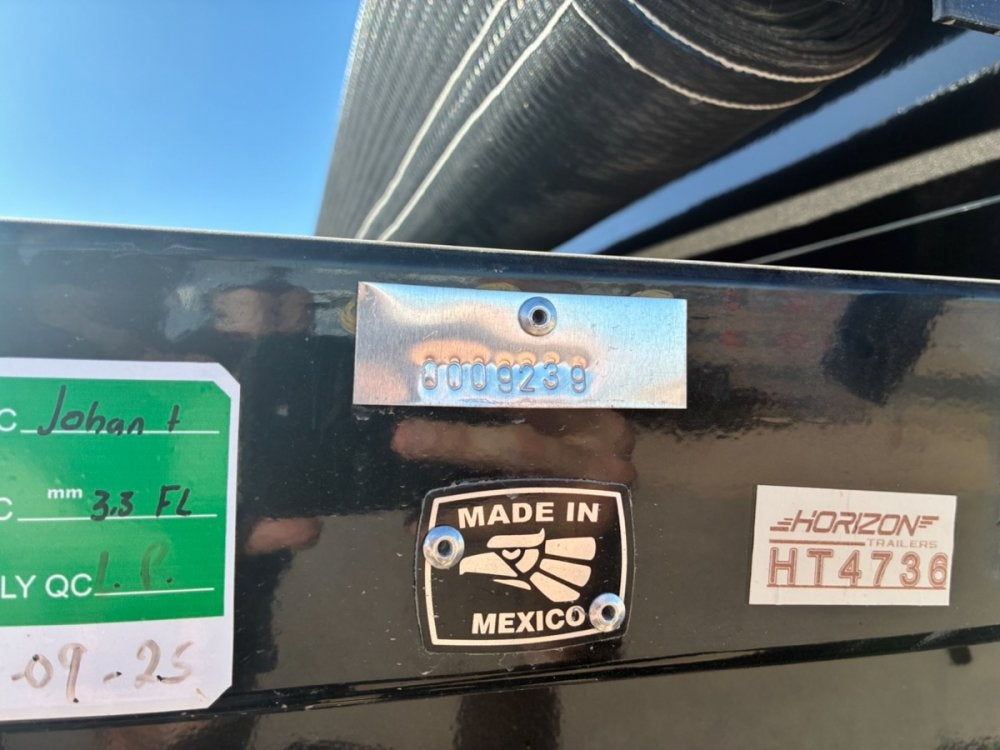 C Johan t
C mm 3.3 FL
LY QC I. P.
-09-25
0009239
MADE IN
MEXICO
HORIZON
TRAILERS
HT4736